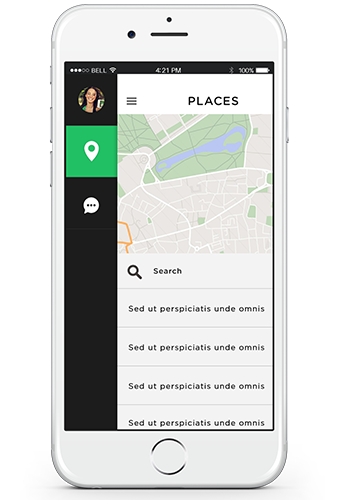 BELL 4:21 PM 100%
PLACES
Search
Sed ut perspiciatis unde omnis
Sed ut perspiciatis unde omnis
Sed ut perspiciatis unde omnis
Sed ut perspiciatis unde omnis